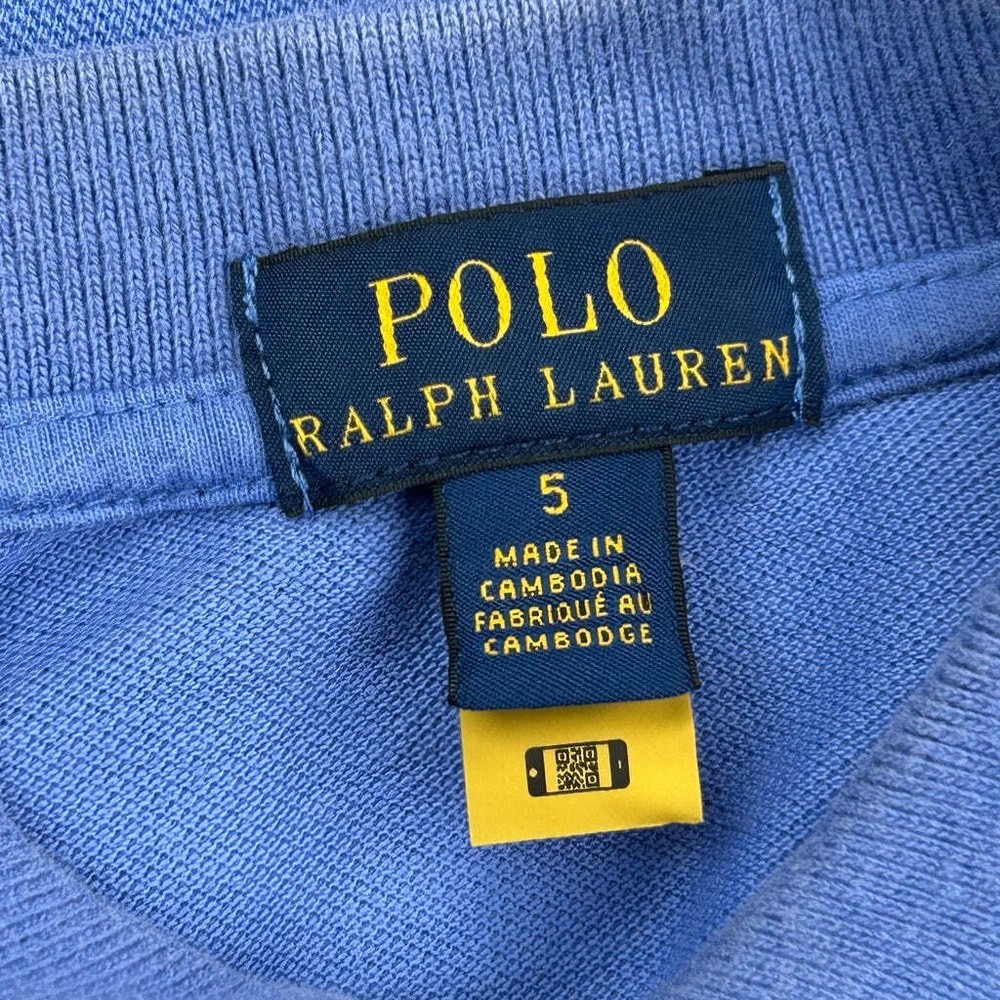 POLO
RALPH LAUREN
5
MADE IN
CAMBODIA
FABRIQUÉ AU
CAMBODGE